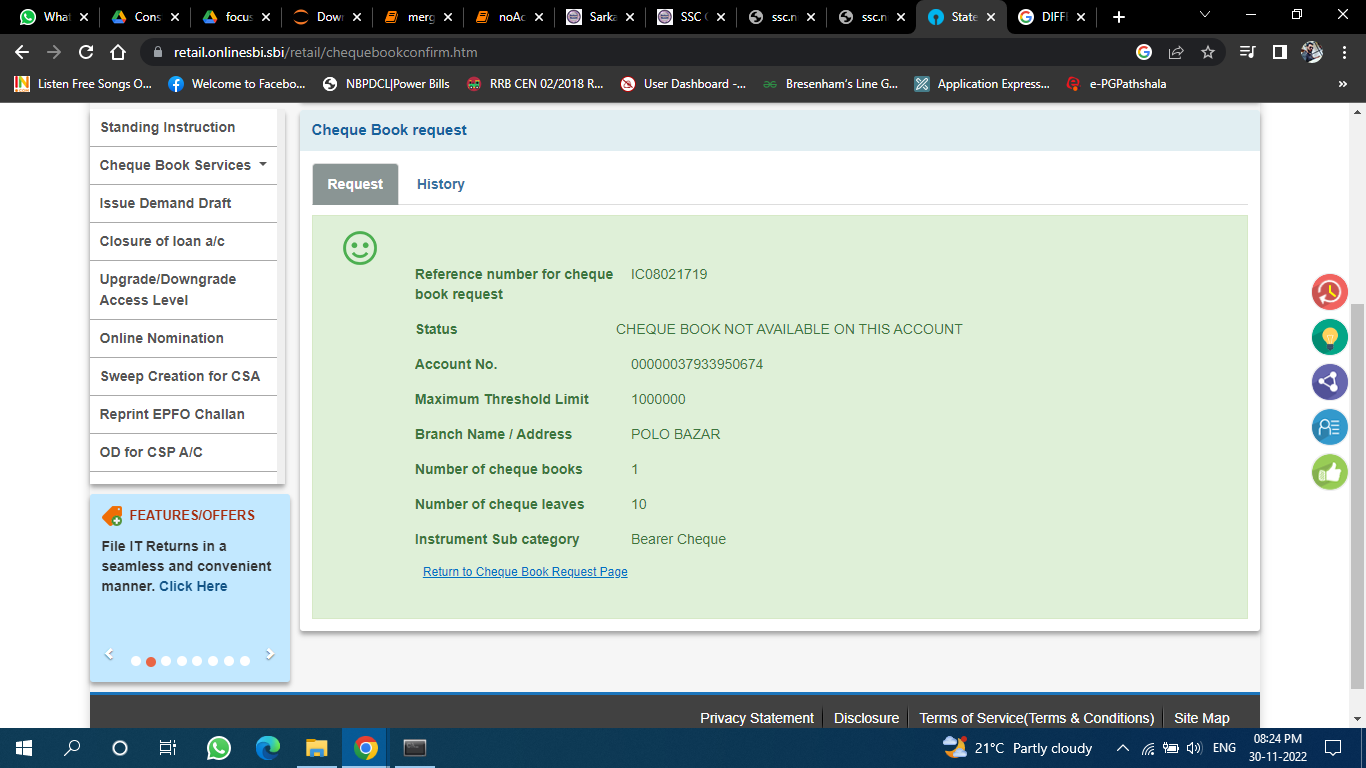 What
Cons
focus
Dow
merg
noAc
Sarka
SSC
ssc.n
ssc.n
State
DIFF
retail.onlinesbi.sbi/retail/chequebookconfirm.htm
Listen Free Songs O...
Welcome to Facebo...
NBPDCL|Power Bills
RRB CEN 02/2018 R...
User Dashboard -...
Bresenham's Line G...
Application Express...
e-PGPathshala
»
Standing Instruction
Cheque Book Services
Issue Demand Draft
Closure of loan a/c
Upgrade/Downgrade
Access Level
Online Nomination
Sweep Creation for CSA
Reprint EPFO Challan
OD for CSP A/C
FEATURES/OFFERS
File IT Returns in a
seamless and convenient
manner. Click Here
Cheque Book request
Request History
Reference number for cheque IC08021719
book request
Status CHEQUE BOOK NOT AVAILABLE ON THIS ACCOUNT
Account No. 00000037933950674
Maximum Threshold Limit 1000000
Branch Name / Address POLO BAZAR
Number of cheque books 1
Number of cheque leaves 10
Instrument Sub category Bearer Cheque
Return to Cheque Book Request Page
Privacy Statement Disclosure Terms of Service(Terms & Conditions) Site Map
21°C Partly cloudy
ENG
08:24 PM
30-11-2022